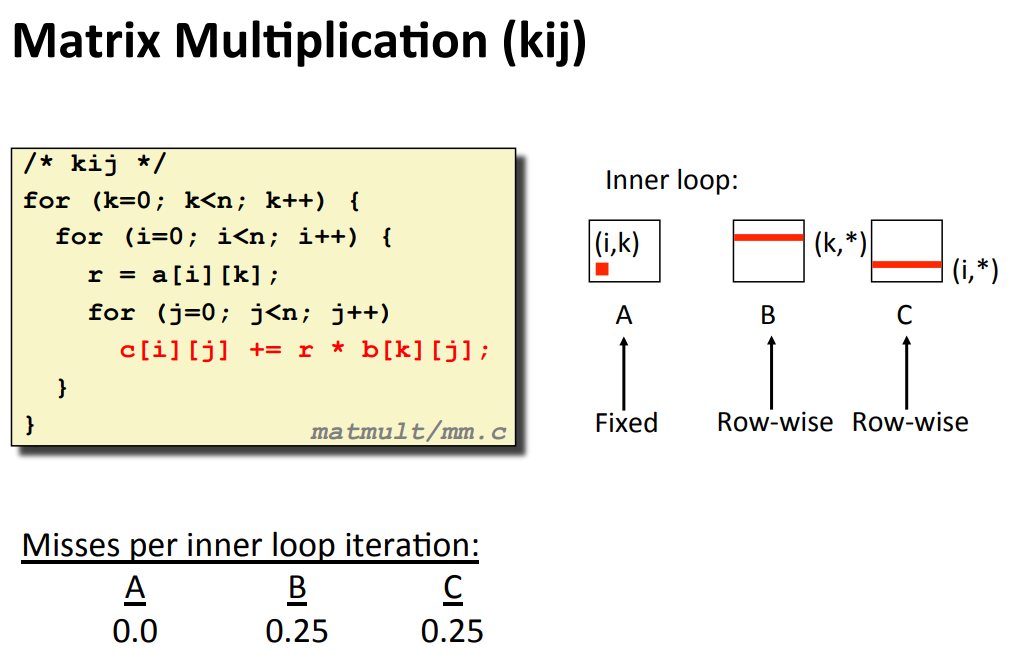 Matrix Multiplication (kij)
/* kij */
for (k=0; k<n; k++) {
  for (i=0; i<n; i++) {
    r = a[i][k];
    for (j=0; j<n; j++)
      c[i][j] += r * b[k][j];
  }
}
matmult/mm.c
Inner loop:
(i,k)
(k,*)
(i,*)
A B C
Fixed Row-wise Row-wise
Misses per inner loop iteration:
A B C
0.0 0.25 0.25